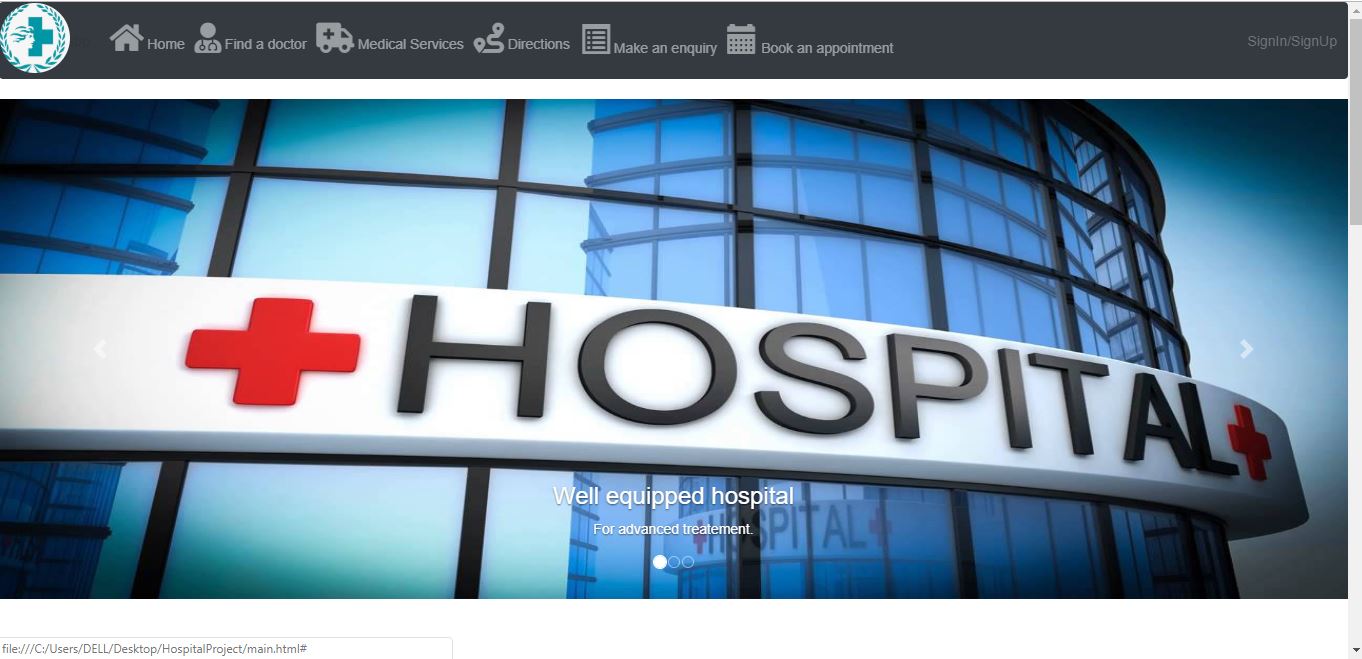 Home Find a doctor Medical Services Directions Make an enquiry Book an appointment SignIn/SignUp
HOSPITAL
Well equipped hospital
For advanced treatement.
HOSPITAL
file:///C:/Users/DELL/Desktop/HospitalProject/main.html#